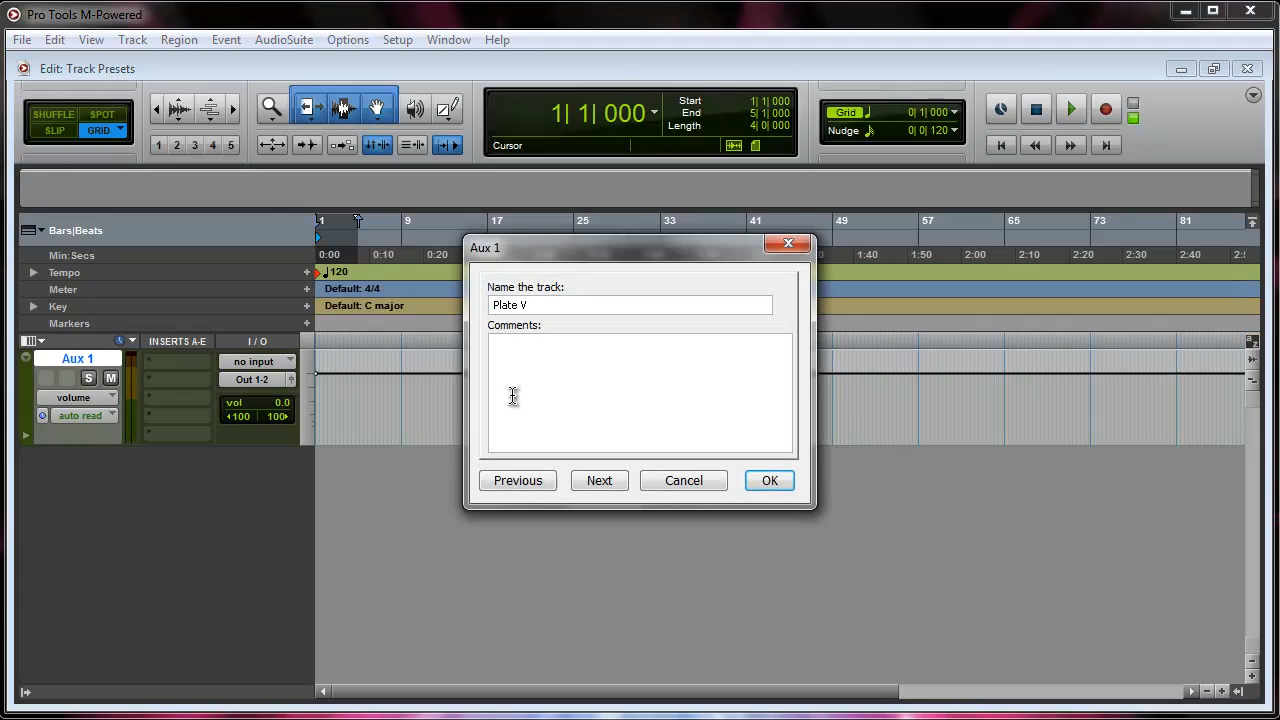 Pro Tools M-Powered
File Edit View Track Region Event AudioSuite Options Setup Window Help
Edit: Track Presets
SHUFFLE SPOT
SLIP GRID
1 2 3 4 5
1| 1| 000
Start 1| 1| 000
End 5| 1| 000
Length 4| 0| 000
Cursor
Grid 0| 1| 000
Nudge 0| 0| 120
Bars|Beats
1 9 17 25 33 41 49 57 65 73 81
Min:Secs
0:00 0:10 0:20 1:40 1:50 2:00 2:10 2:20 2:30 2:40
Tempo
120
Meter
Default: 4/4
Key
Default: C major
Markers
INSERTS A-E
I / O
Aux 1
no input
S M
Out 1-2
volume
vol 0.0
auto read
100 100
a
z
Aux 1
Name the track:
Plate V
Comments:
Previous Next Cancel OK